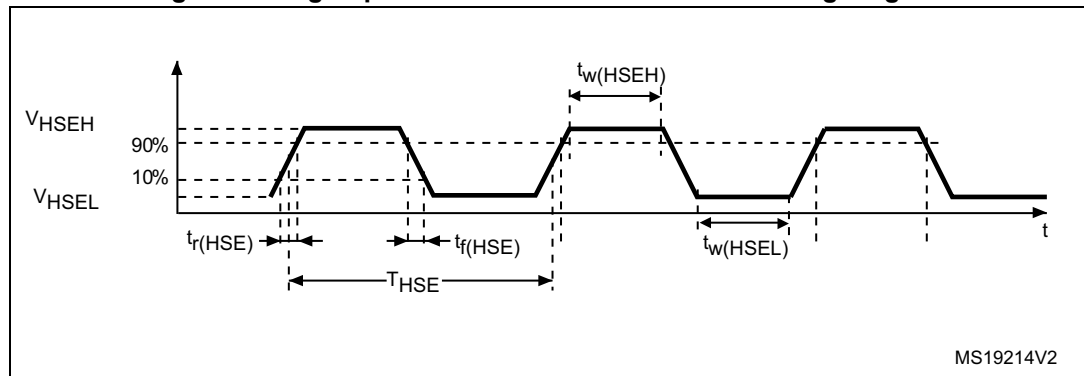 tw(HSEH)
VHSEH
90%
10%
VHSEL
tr(HSE)
tf(HSE)
tw(HSEL)
t
THSE
MS19214V2